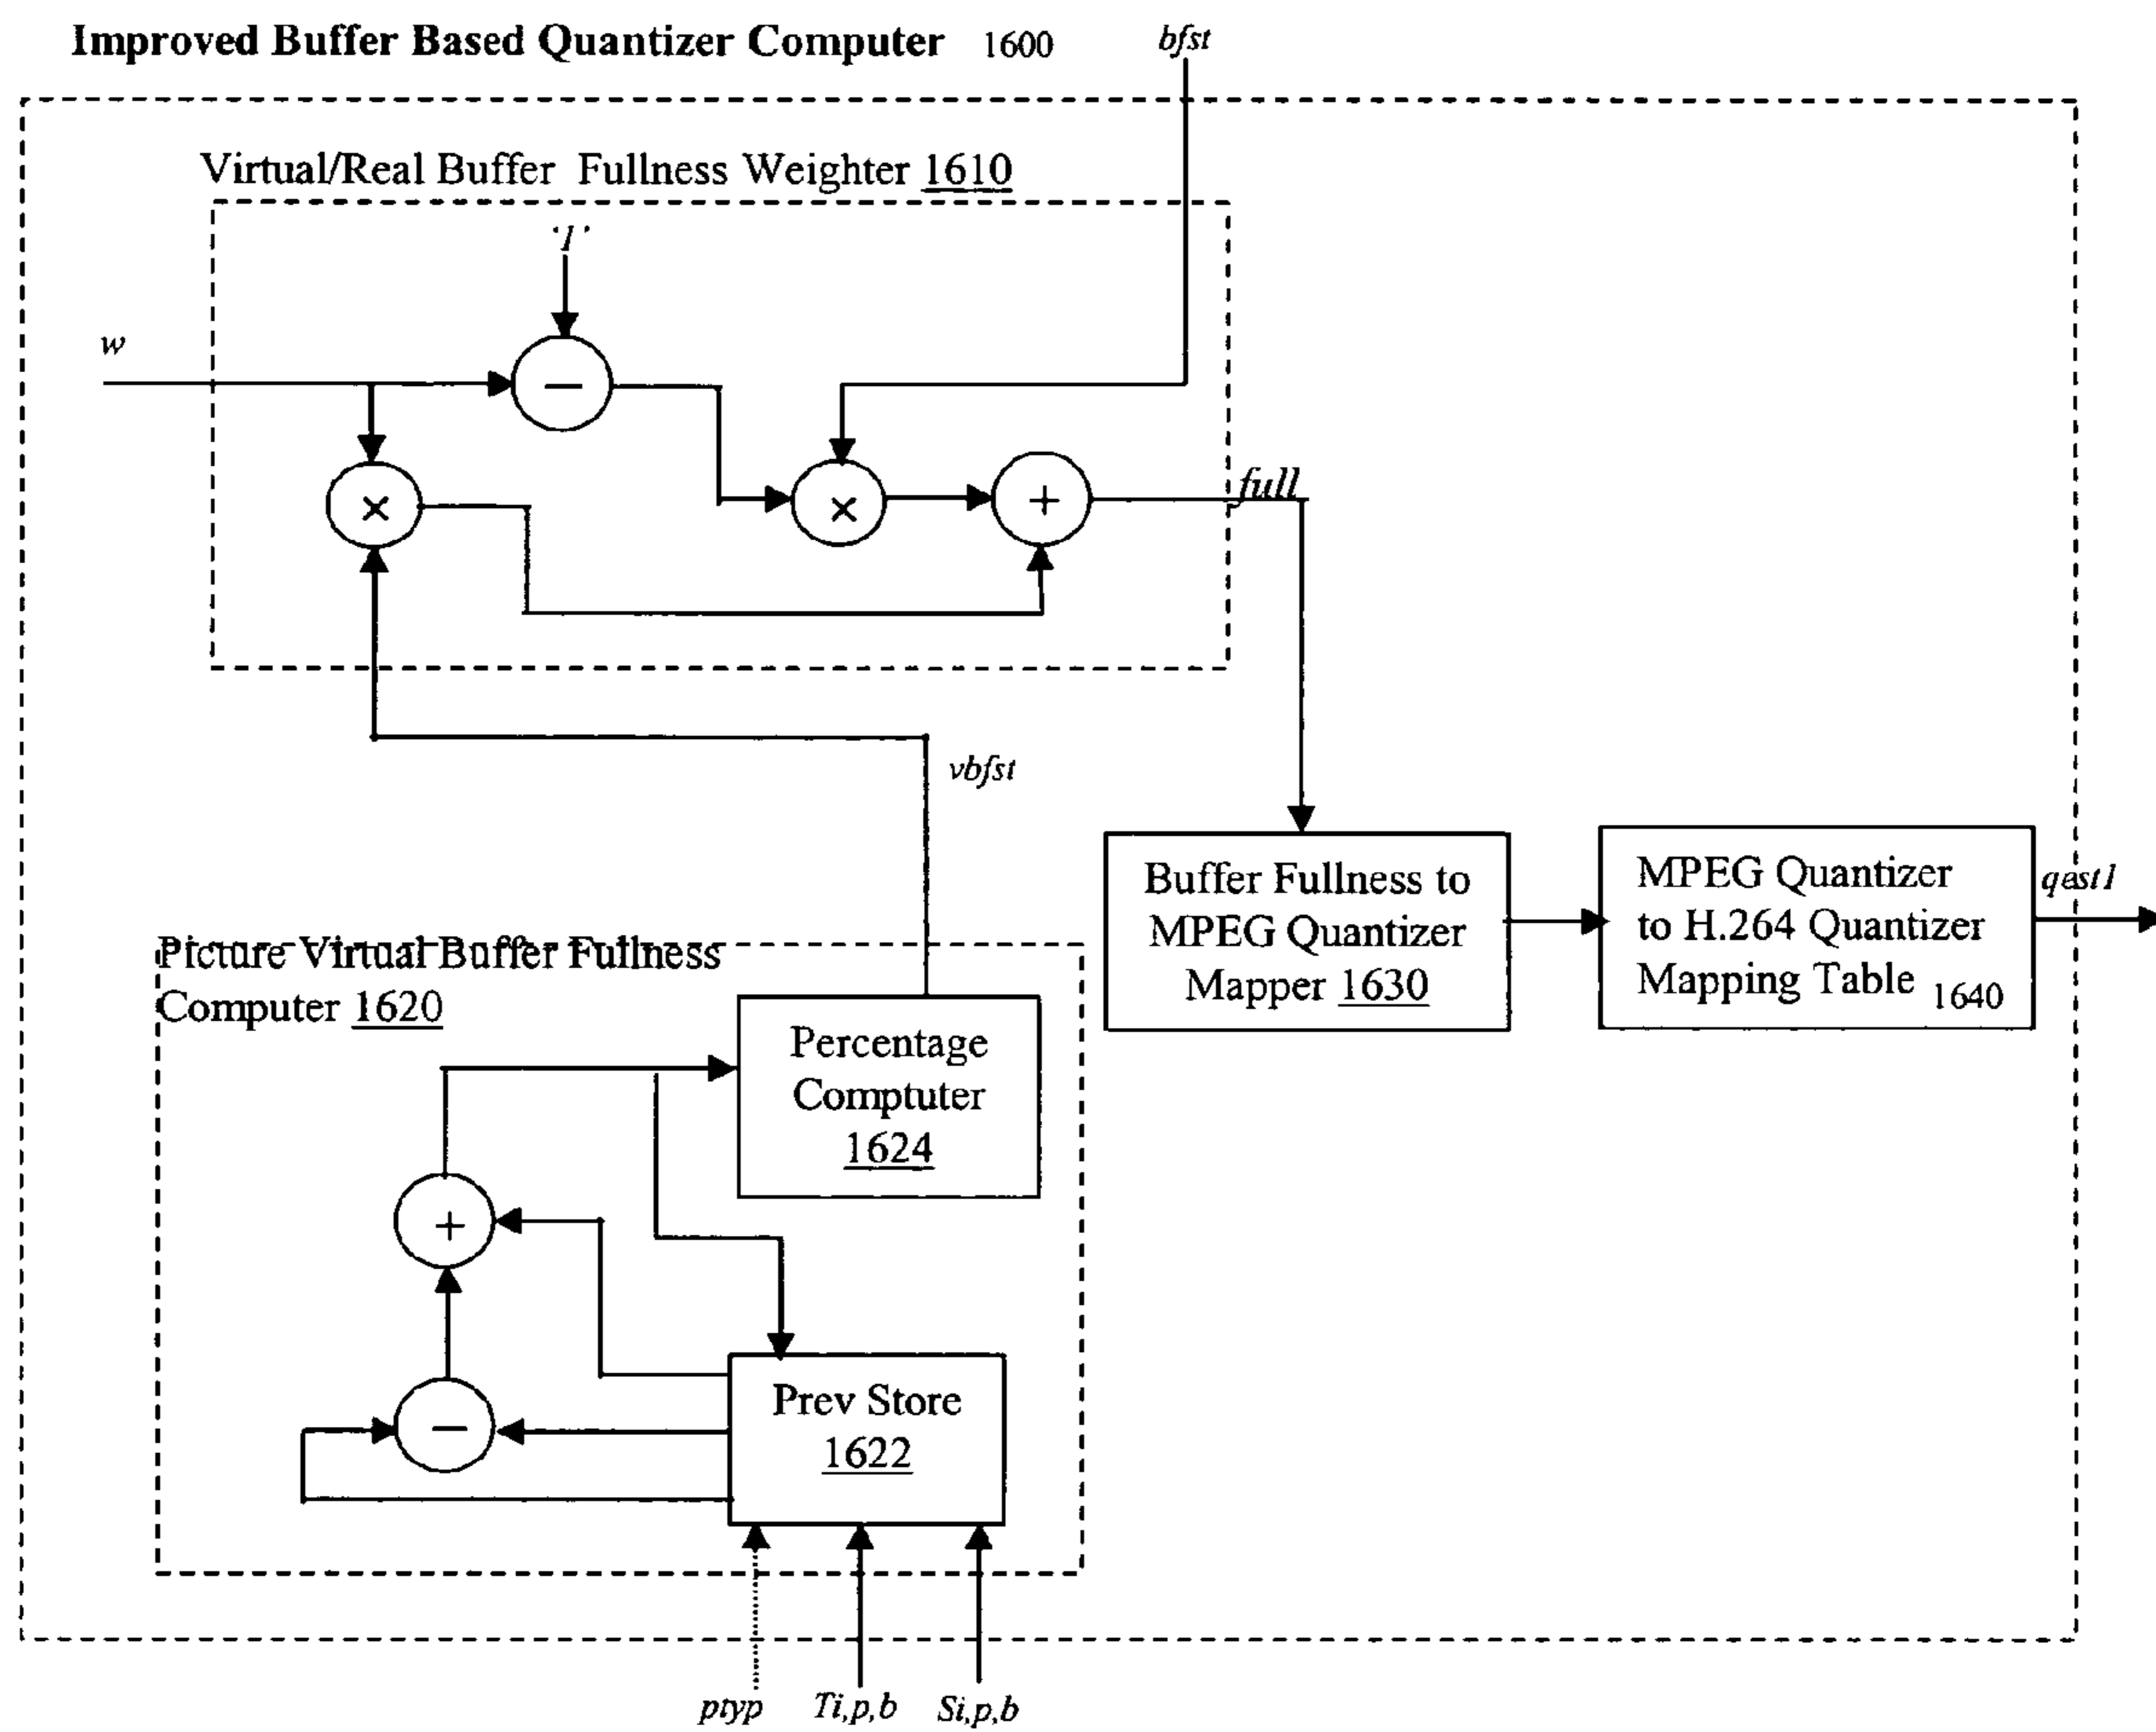 Improved Buffer Based Quantizer Computer 1600
bfst
Virtual/Real Buffer Fullness Weighter 1610
'1'
w
−
×
×
+
full
vbfst
Buffer Fullness to
MPEG Quantizer
Mapper 1630
MPEG Quantizer
to H.264 Quantizer
Mapping Table 1640
qest1
Picture Virtual Buffer Fullness
Computer 1620
Percentage
Comptuter
1624
+
−
Prev Store
1622
ptyp
Ti,p,b
Si,p,b